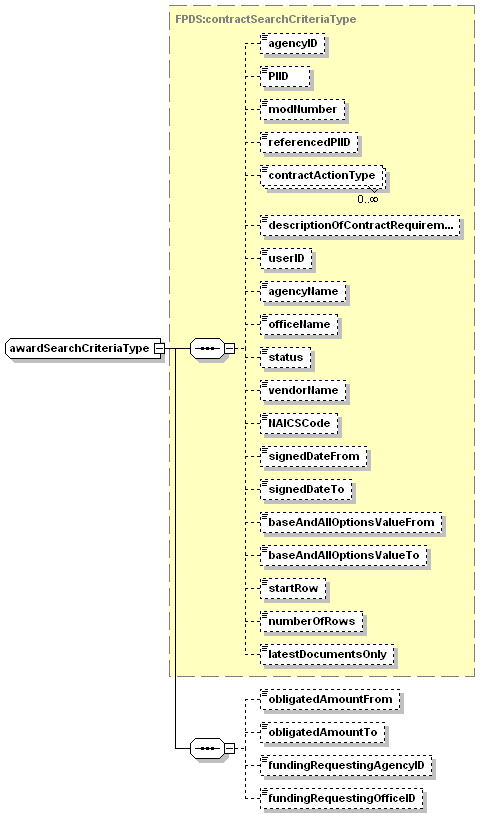 FPDS:contractSearchCriteriaType
agencyID
PIID
modNumber
referencedPIID
contractActionType
0..∞
descriptionOfContractRequirem...
userID
agencyName
officeName
awardSearchCriteriaType
status
vendorName
NAICSCode
signedDateFrom
signedDateTo
baseAndAllOptionsValueFrom
baseAndAllOptionsValueTo
startRow
numberOfRows
latestDocumentsOnly
obligatedAmountFrom
obligatedAmountTo
fundingRequestingAgencyID
fundingRequestingOfficeID